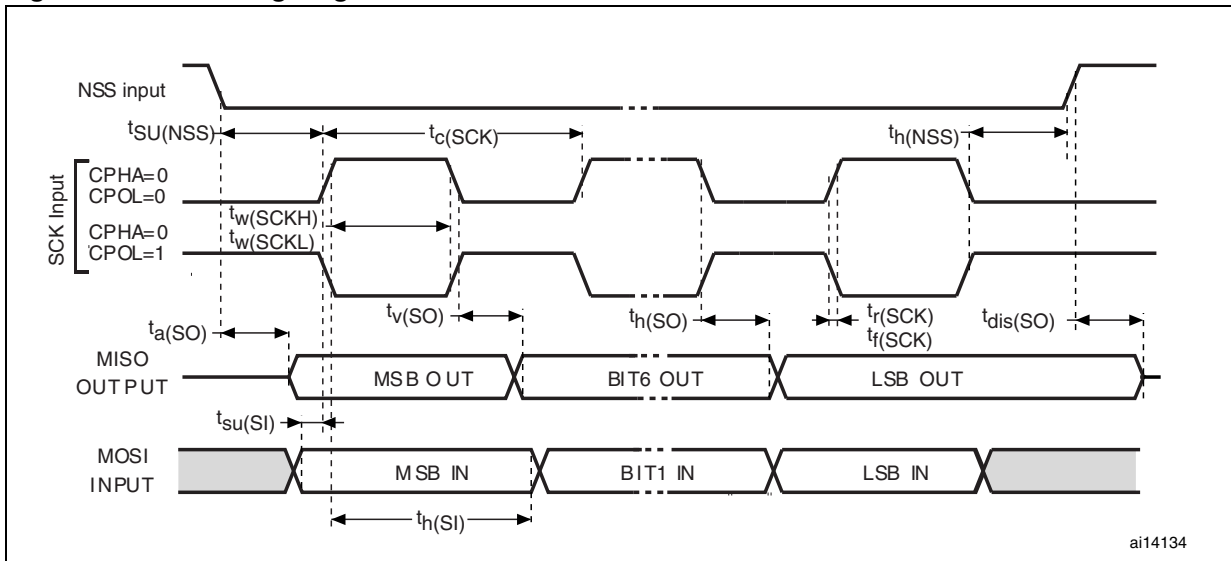 NSS input
tSU(NSS)
tc(SCK)
th(NSS)
SCK Input
CPHA=0
CPOL=0
tw(SCKH)
tw(SCKL)
CPHA=0
CPOL=1
ta(SO)
tv(SO)
th(SO)
tr(SCK)
tf(SCK)
tdis(SO)
MISO
OUTPUT
MSB OUT
BIT6 OUT
LSB OUT
tsu(SI)
MOSI
INPUT
MSB IN
BIT1 IN
LSB IN
th(SI)
ai14134